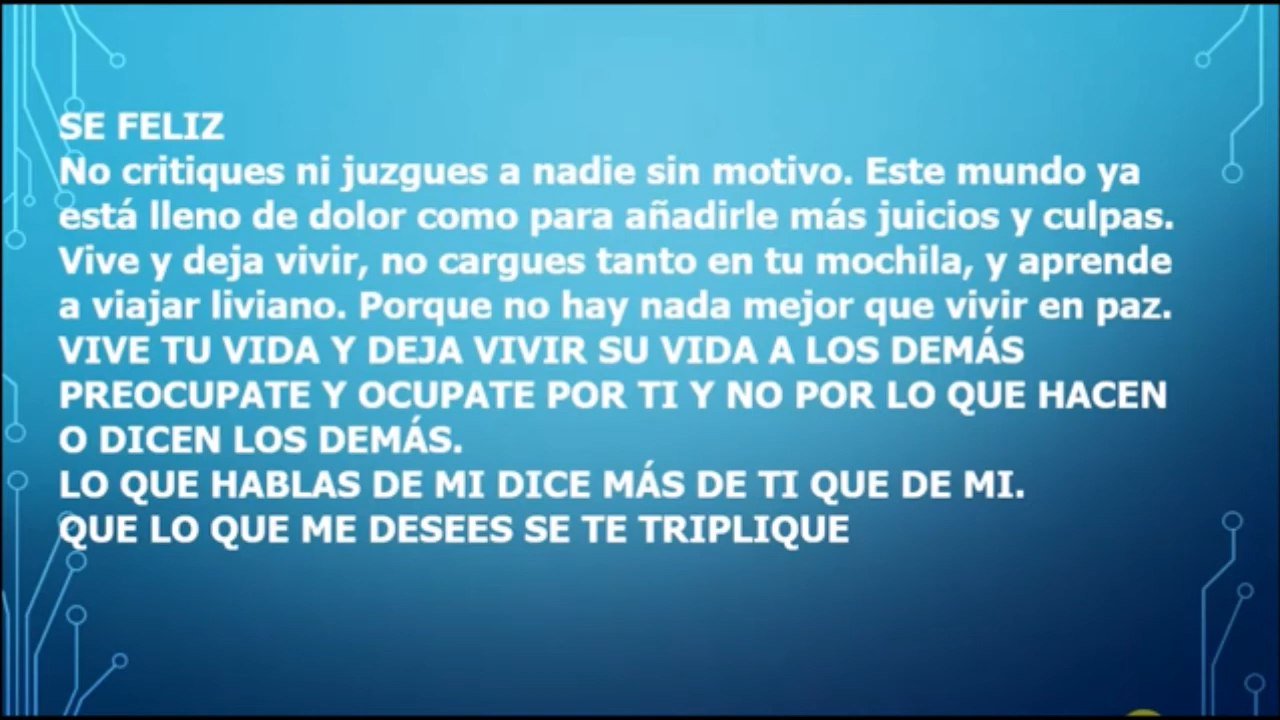 SE FELIZ
No critiques ni juzgues a nadie sin motivo. Este mundo ya
está lleno de dolor como para añadirle más juicios y culpas.
Vive y deja vivir, no cargues tanto en tu mochila, y aprende
a viajar liviano. Porque no hay nada mejor que vivir en paz.
VIVE TU VIDA Y DEJA VIVIR SU VIDA A LOS DEMÁS
PREOCUPATE Y OCUPATE POR TI Y NO POR LO QUE HACEN
O DICEN LOS DEMÁS.
LO QUE HABLAS DE MI DICE MÁS DE TI QUE DE MI.
QUE LO QUE ME DESEES SE TE TRIPLIQUE